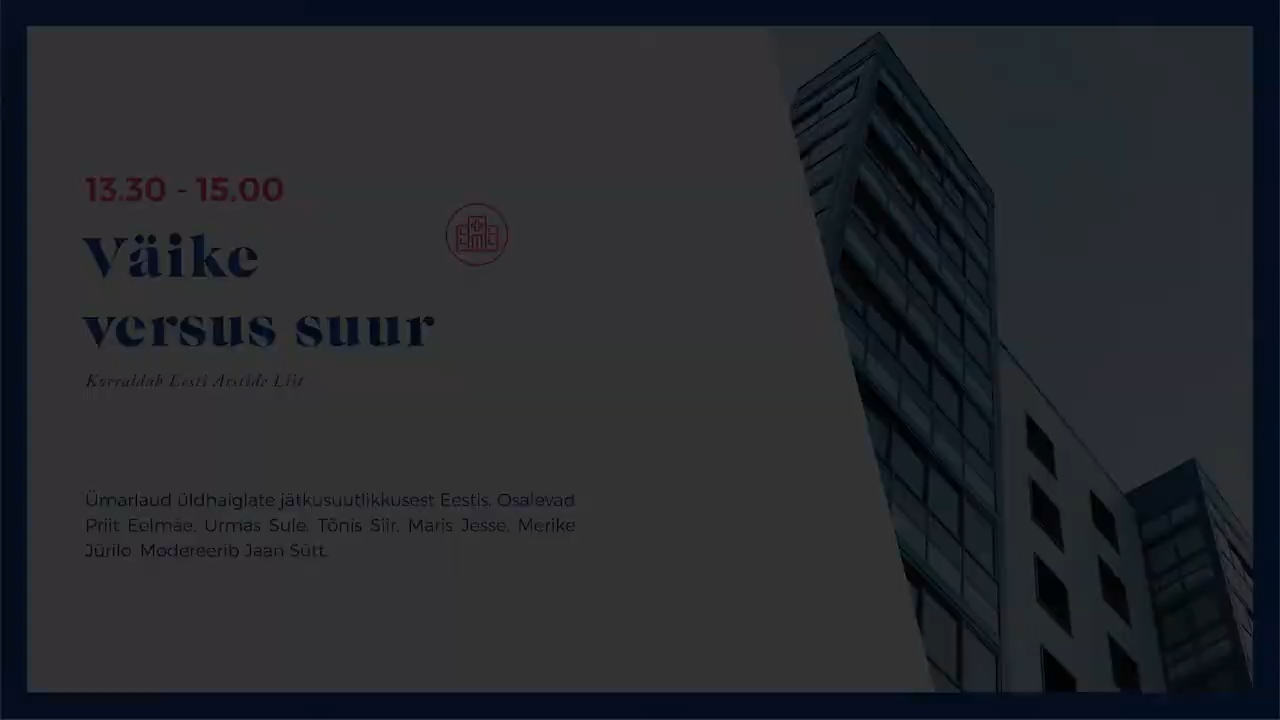 13.30 - 15.00
Väike
versus suur
Korraldab Eesti Arstide Liit
Ümarlaud üldhaiglate jätkusuutlikkusest Eestis. Osalevad
Priit Eelmäe, Urmas Sule, Tõnis Siir, Maris Jesse, Merike
Jürilo. Modereerib Jaan Sütt.